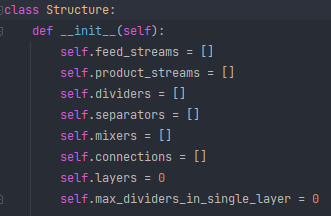 class Structure:
    def __init__(self):
        self.feed_streams = []
        self.product_streams = []
        self.dividers = []
        self.separators = []
        self.mixers = []
        self.connections = []
        self.layers = 0
        self.max_dividers_in_single_layer = 0